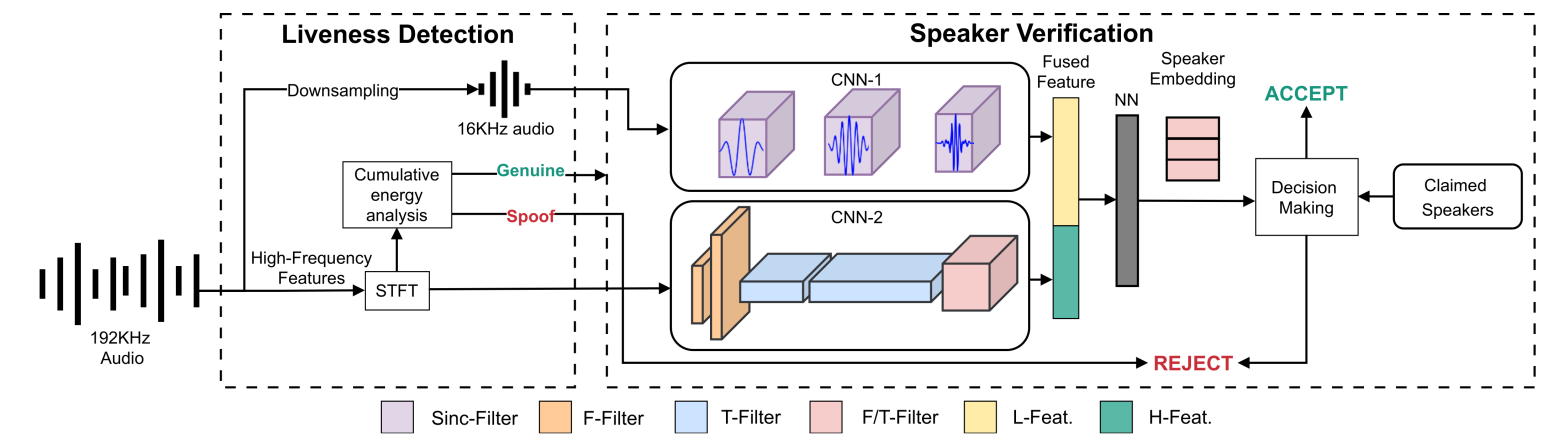 Liveness Detection
Speaker Verification
Downsampling
16KHz audio
Cumulative
energy
analysis
Genuine
Spoof
High-Frequency
Features
STFT
192KHz
Audio
CNN-1
CNN-2
Fused
Feature
NN
Speaker
Embedding
ACCEPT
Decision
Making
Claimed
Speakers
REJECT
Sinc-Filter
F-Filter
T-Filter
F/T-Filter
L-Feat.
H-Feat.